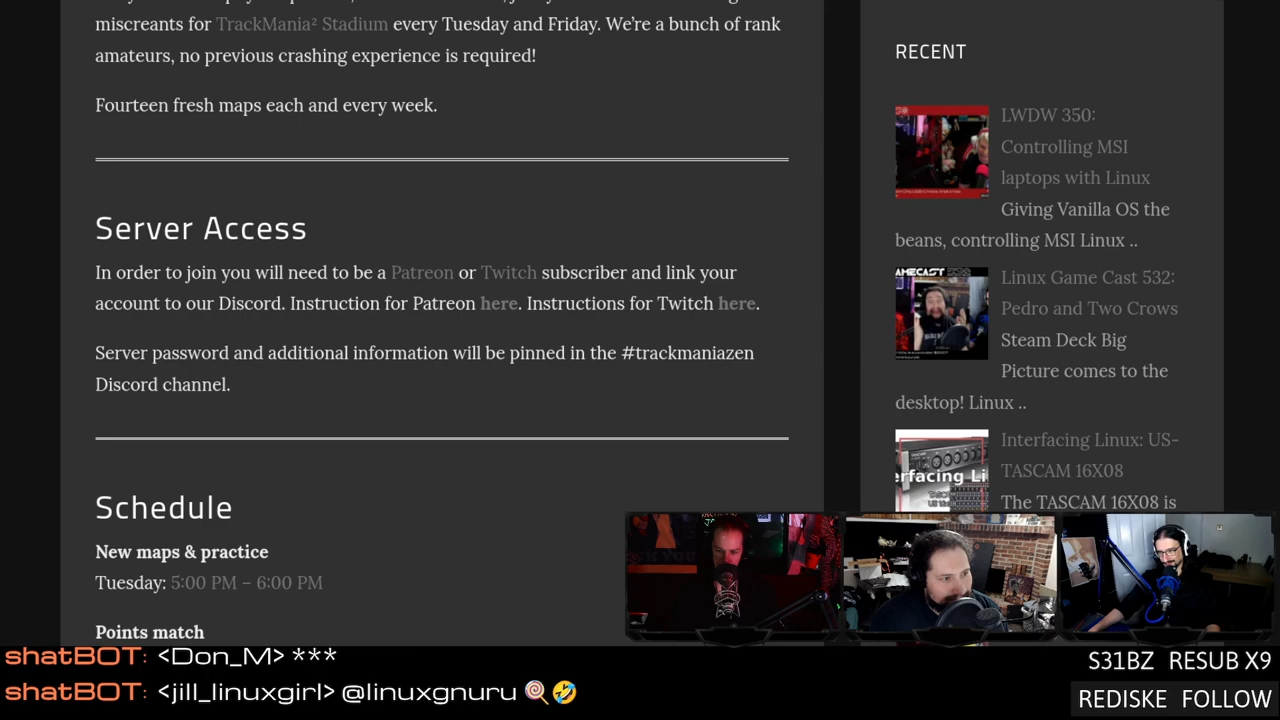 miscreants for TrackMania² Stadium every Tuesday and Friday. We're a bunch of rank
amateurs, no previous crashing experience is required!
Fourteen fresh maps each and every week.
Server Access
In order to join you will need to be a Patreon or Twitch subscriber and link your
account to our Discord. Instruction for Patreon here. Instructions for Twitch here.
Server password and additional information will be pinned in the #trackmaniazen
Discord channel.
Schedule
New maps & practice
Tuesday: 5:00 PM – 6:00 PM
Points match
RECENT
LWDW 350:
Controlling MSI
laptops with Linux
Giving Vanilla OS the
beans, controlling MSI Linux ..
Linux Game Cast 532:
Pedro and Two Crows
Steam Deck Big
Picture comes to the
desktop! Linux ..
Interfacing Linux: US-
TASCAM 16X08
The TASCAM 16X08 is
shatBOT: <Don_M> ***
shatBOT: <jill_linuxgirl> @linuxgnuru 🍭🤣
S31BZ RESUB X9
REDISKE FOLLOW